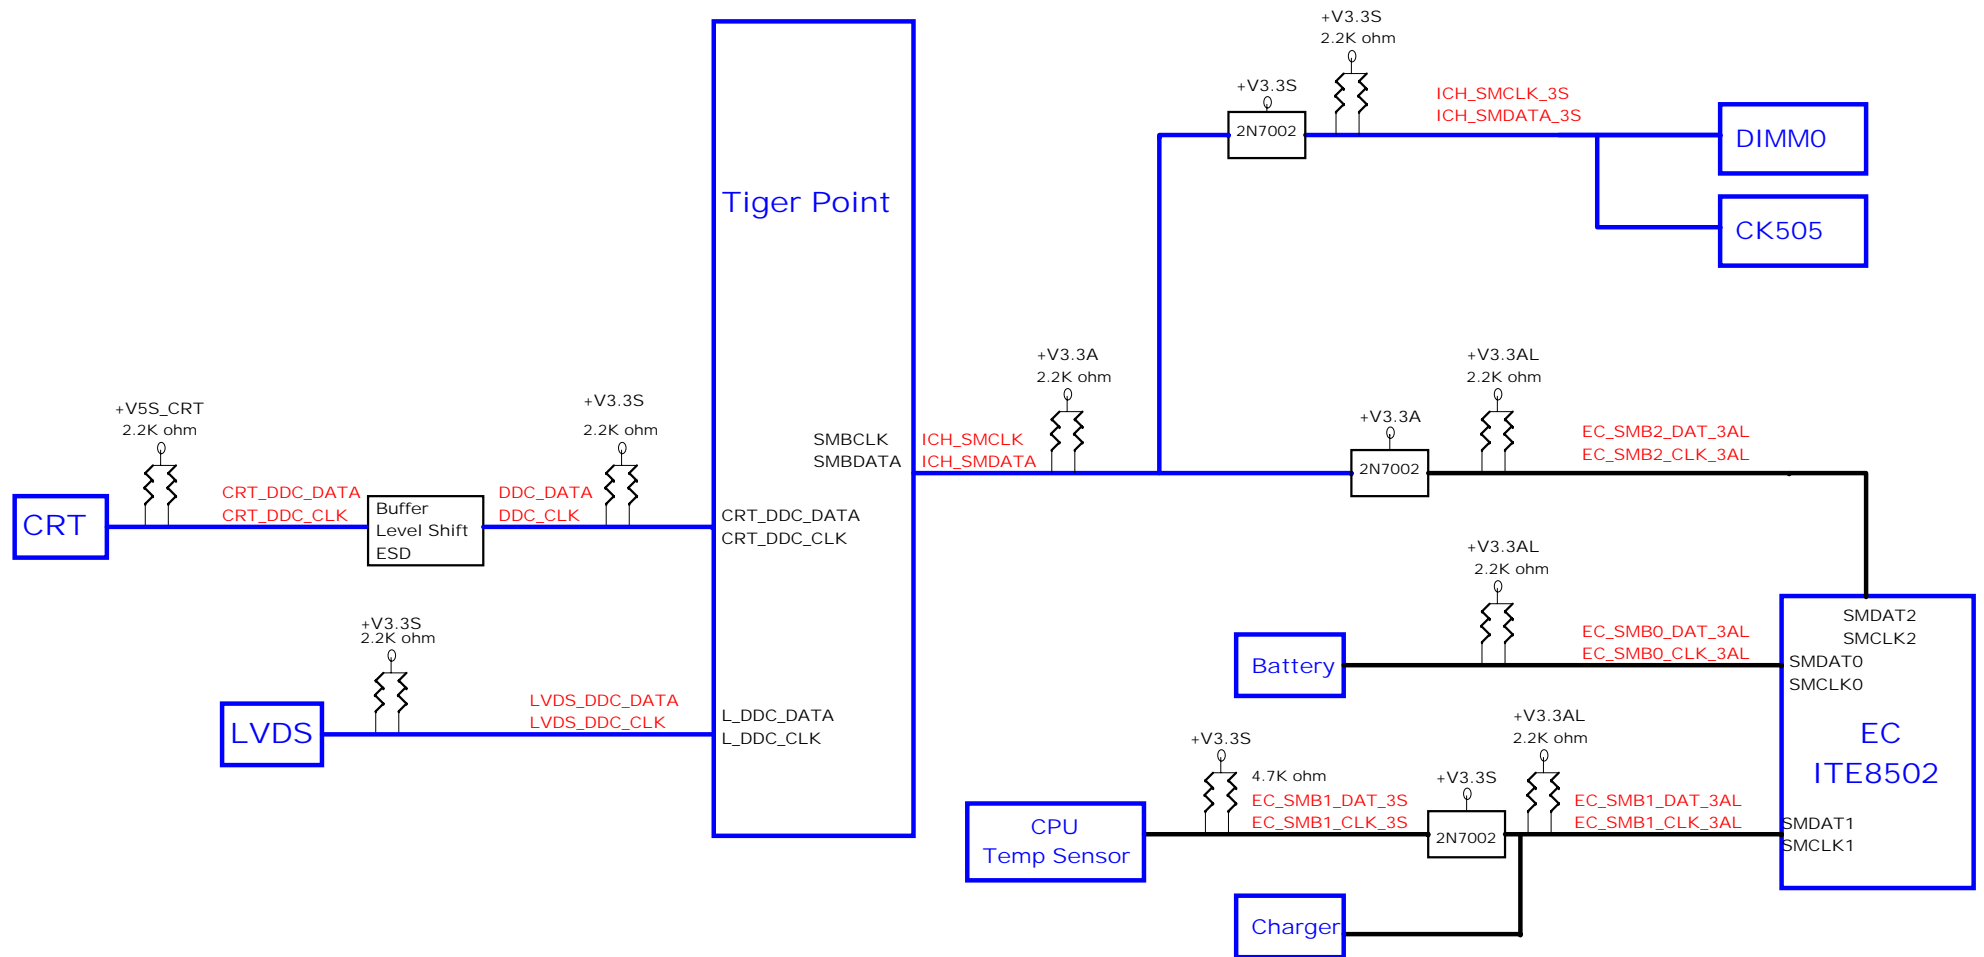 +V3.3S
2.2K ohm
+V3.3S
2N7002
ICH_SMCLK_3S
ICH_SMDATA_3S
DIMM0
CK505
Tiger Point
+V3.3A
2.2K ohm
+V3.3AL
2.2K ohm
+V3.3A
2N7002
EC_SMB2_DAT_3AL
EC_SMB2_CLK_3AL
SMBCLK
SMBDATA
ICH_SMCLK
ICH_SMDATA
+V5S_CRT
2.2K ohm
+V3.3S
2.2K ohm
CRT
CRT_DDC_DATA
CRT_DDC_CLK
Buffer
Level Shift
ESD
DDC_DATA
DDC_CLK
CRT_DDC_DATA
CRT_DDC_CLK
+V3.3AL
2.2K ohm
Battery
EC_SMB0_DAT_3AL
EC_SMB0_CLK_3AL
SMDAT2
SMCLK2
SMDAT0
SMCLK0
EC
ITE8502
SMDAT1
SMCLK1
+V3.3S
2.2K ohm
LVDS
LVDS_DDC_DATA
LVDS_DDC_CLK
L_DDC_DATA
L_DDC_CLK
+V3.3S
4.7K ohm
EC_SMB1_DAT_3S
EC_SMB1_CLK_3S
+V3.3S
2N7002
+V3.3AL
2.2K ohm
EC_SMB1_DAT_3AL
EC_SMB1_CLK_3AL
CPU
Temp Sensor
Charger